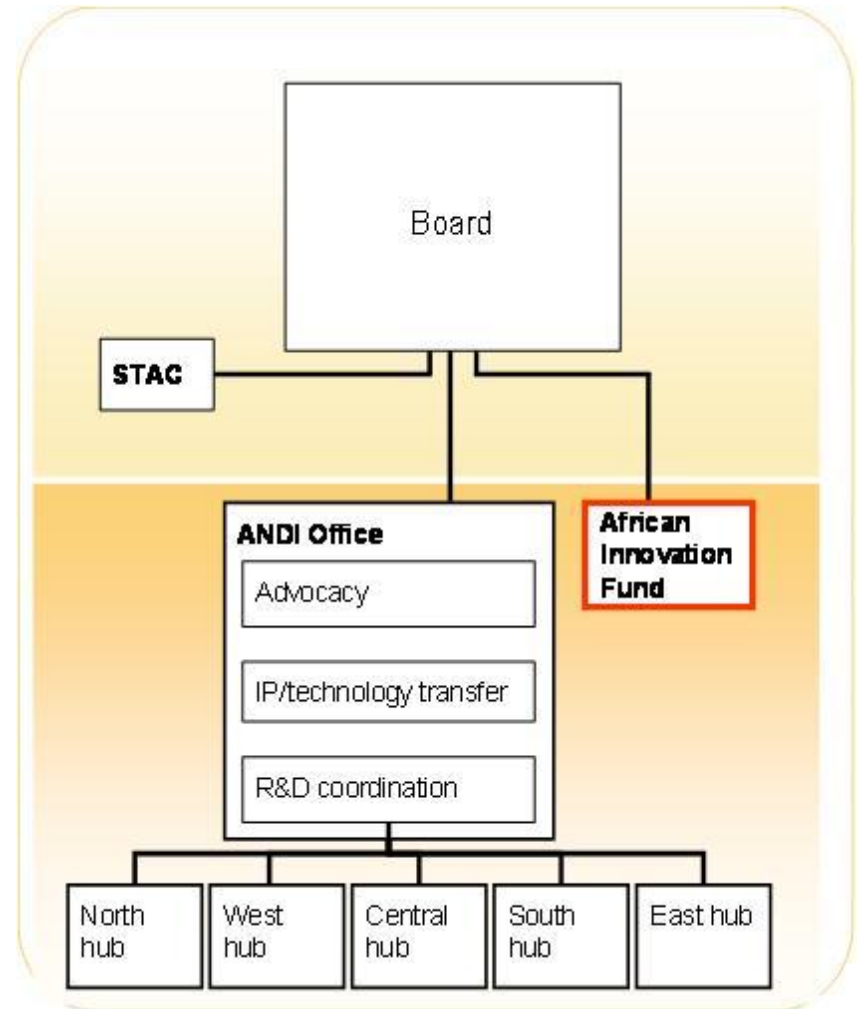 Board
STAC
ANDI Office
Advocacy
IP/technology transfer
R&D coordination
African
Innovation
Fund
North
hub
West
hub
Central
hub
South
hub
East hub